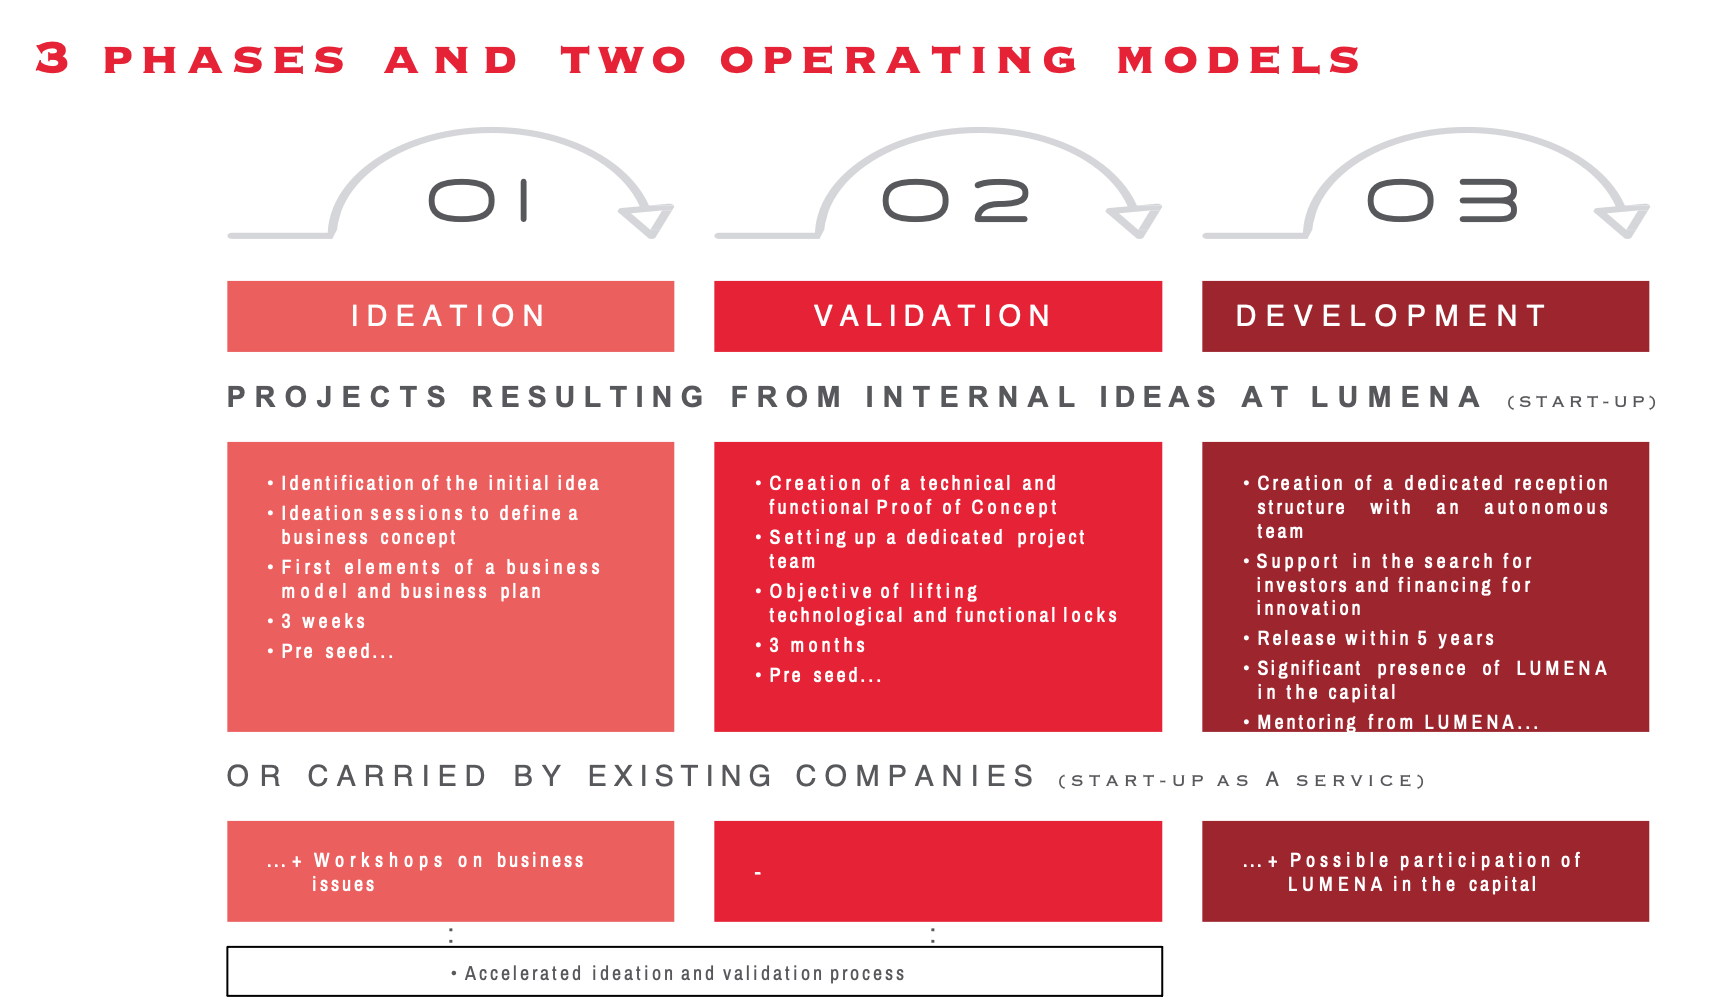 3 PHASES AND TWO OPERATING MODELS
01
02
03
IDEATION
VALIDATION
DEVELOPMENT
PROJECTS RESULTING FROM INTERNAL IDEAS AT LUMENA (START-UP)
• Identification of the initial idea
• Ideation sessions to define a
business concept
• First elements of a business
model and business plan
• 3 weeks
• Pre seed...
• Creation of a technical and
functional Proof of Concept
• Setting up a dedicated project
team
• Objective of lifting
technological and functional locks
• 3 months
• Pre seed...
• Creation of a dedicated reception
structure with an autonomous
team
• Support in the search for
investors and financing for
innovation
• Release within 5 years
• Significant presence of LUMENA
in the capital
• Mentoring from LUMENA...
OR CARRIED BY EXISTING COMPANIES (START-UP AS A SERVICE)
...+ Workshops on business
issues
-
...+ Possible participation of
LUMENA in the capital
• Accelerated ideation and validation process